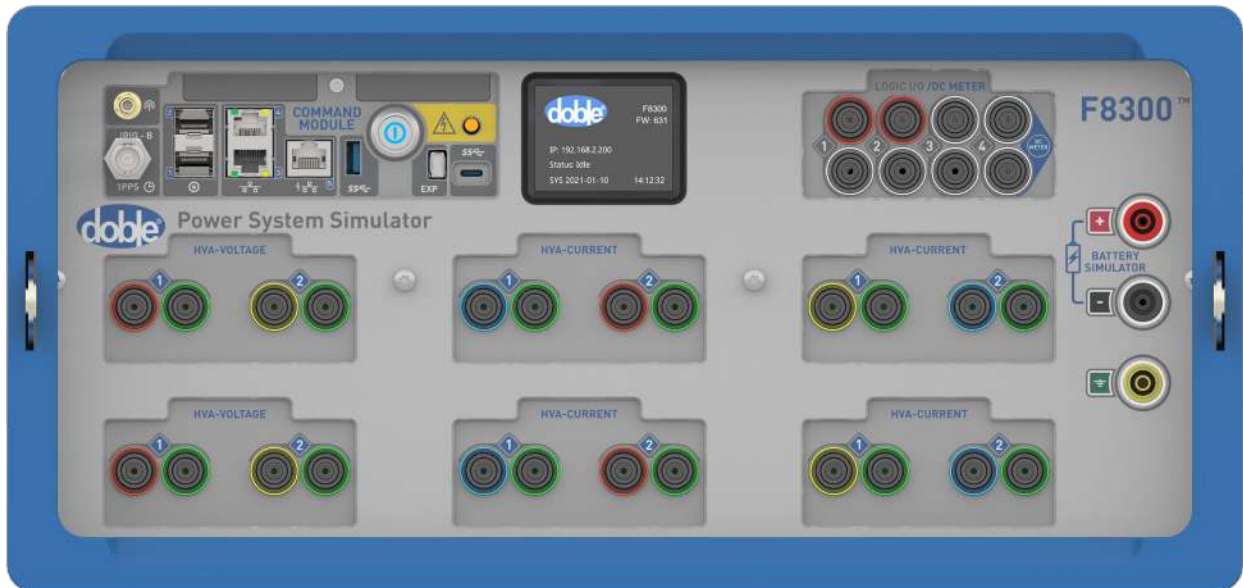 IRIG - B
1PPS
COMMAND
MODULE
EXP
SS
SS
doble®
F8300
FW: 631
IP: 192.168.2.200
Status: Idle
SYS 2021-01-10 14:12:32
LOGIC I/O /DC METER
1 2 3 4
DC
METER
F8300™
doble® Power System Simulator
+
BATTERY
SIMULATOR
-
HVA-VOLTAGE
1 2
HVA-CURRENT
1 2
HVA-CURRENT
1 2
HVA-VOLTAGE
1 2
HVA-CURRENT
1 2
HVA-CURRENT
1 2